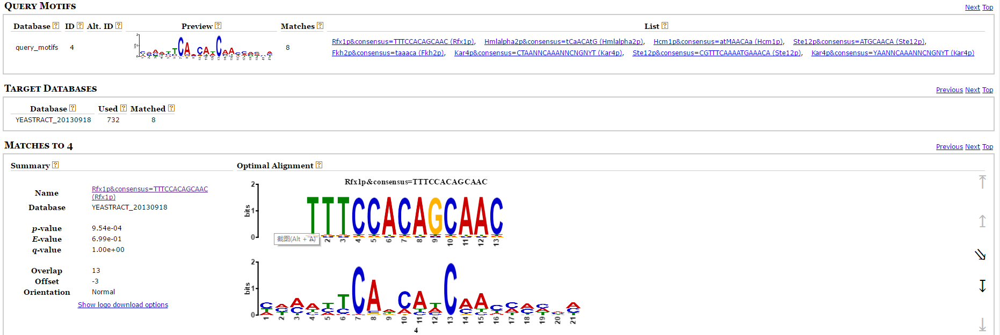 QUERY MOTIFS
Next Top
Database ? ID ? Alt. ID ? Preview ? Matches ? List ?
query_motifs 4 8
Rfx1p&consensus=TTTCCACAGCAAC (Rfx1p), Hmlalpha2p&consensus=tCaACAtG (Hmlalpha2p), Hcm1p&consensus=atMAACAa (Hcm1p), Ste12p&consensus=ATGCAACA (Ste12p),
Fkh2p&consensus=taaaca (Fkh2p), Kar4p&consensus=CTAANNCAAANNCNGNYT (Kar4p), Ste12p&consensus=CGTTTCAAAATGAAACA (Ste12p), Kar4p&consensus=YAANNCAAANNCNGNYT (Kar4p)
TARGET DATABASES
Previous Next Top
Database ? Used ? Matched ?
YEASTRACT_20130918 732 8
MATCHES TO 4
Previous Next Top
Summary ?
Name Rfx1p&consensus=TTTCCACAGCAAC
(Rfx1p)
Database YEASTRACT_20130918
p-value 9.54e-04
E-value 6.99e-01
q-value 1.00e+00
Overlap 13
Offset -3
Orientation Normal
Show logo download options
Optimal Alignment ?
Rfx1p&consensus=TTTCCACAGCAAC
2
1
0
bits
TTTCCACAGCAAC
2 3 4 5 6 7 8 9 10 11 12 13
截图(Alt + A)
2
1
0
bits
1 2 3 4 5 6 7 8 9 10 11 12 13 14 15 16 17 18 19 20 21
4